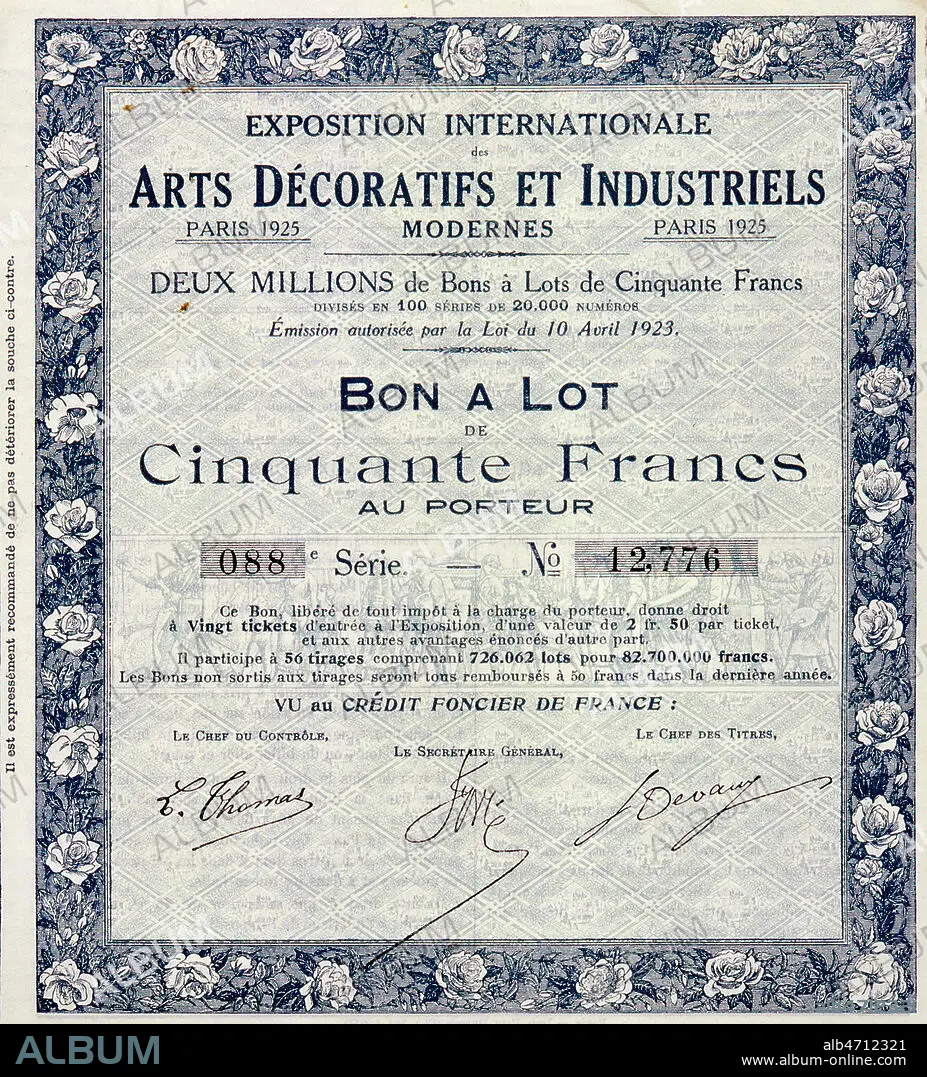 EXPOSITION INTERNATIONALE
des
ARTS DÉCORATIFS ET INDUSTRIELS
PARIS 1925 MODERNES PARIS 1925
DEUX MILLIONS de Bons à Lots de Cinquante Francs
DIVISÉS EN 100 SÉRIES DE 20.000 NUMÉROS
Émission autorisée par la Loi du 10 Avril 1923.
BON A LOT
DE
Cinquante Francs
AU PORTEUR
088 e Série. — No 12,776
Ce Bon, libéré de tout impôt à la charge du porteur, donne droit
à Vingt tickets d'entrée à l'Exposition, d'une valeur de 2 fr. 50 par ticket,
et aux autres avantages énoncés d'autre part.
Il participe à 56 tirages comprenant 726.062 lots pour 82.700.000 francs.
Les Bons non sortis aux tirages seront tous remboursés à 50 francs dans la dernière année.
VU au CRÉDIT FONCIER DE FRANCE :
LE CHEF DU CONTRÔLE, LE SECRÉTAIRE GÉNÉRAL, LE CHEF DES TITRES,
L. Thomas Devaux
Il est expressément recommandé de ne pas détériorer la souche ci-contre.
ALBUM
alb4712321
www.album-online.com